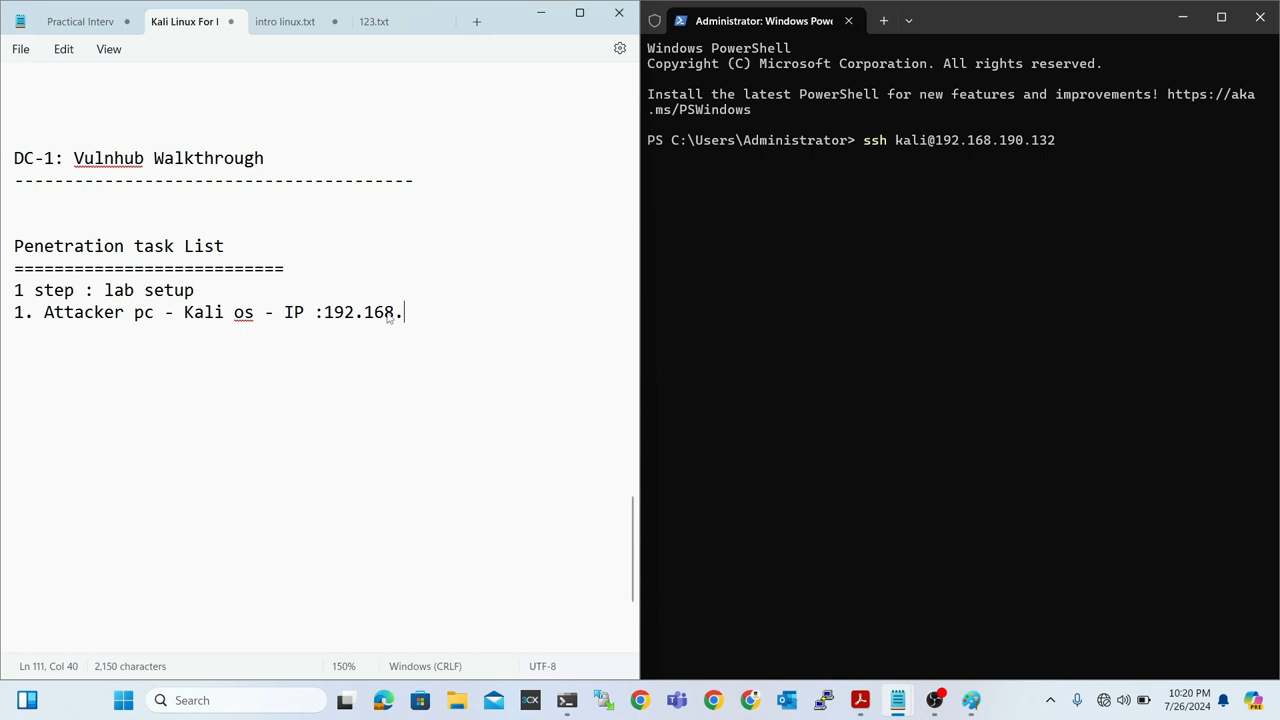 Practical Interv
Kali Linux For I
intro linux.txt
123.txt
File
Edit
View
DC-1: Vulnhub Walkthrough
----------------------------------------
Penetration task List
===========================
1 step : lab setup
1. Attacker pc - Kali os - IP :192.168.
Ln 111, Col 40
2,150 characters
150%
Windows (CRLF)
UTF-8
Administrator: Windows Pow
Windows PowerShell
Copyright (C) Microsoft Corporation. All rights reserved.
Install the latest PowerShell for new features and improvements! https://aka
.ms/PSWindows
PS C:\Users\Administrator> ssh kali@192.168.190.132
Search
10:20 PM
7/26/2024